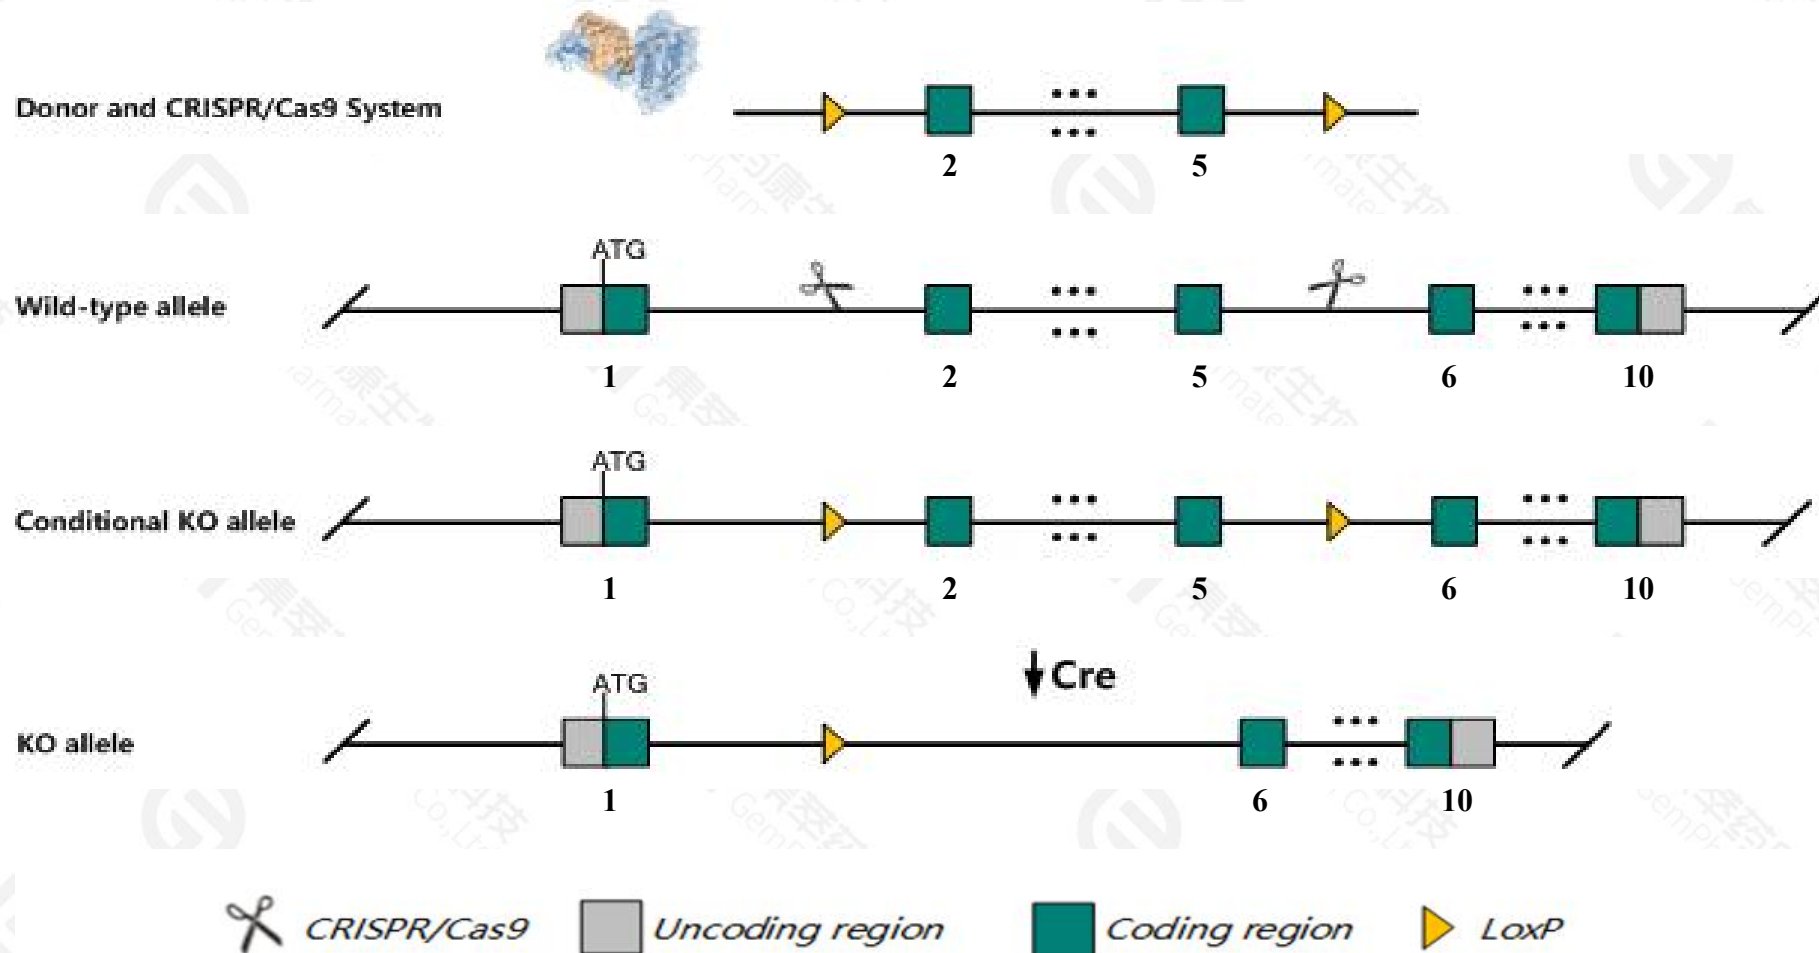 Donor and CRISPR/Cas9 System
2 5
ATG
Wild-type allele
1 2 5 6 10
ATG
Conditional KO allele
1 2 5 6 10
Cre
ATG
KO allele
1 6 10
CRISPR/Cas9 Uncoding region Coding region LoxP